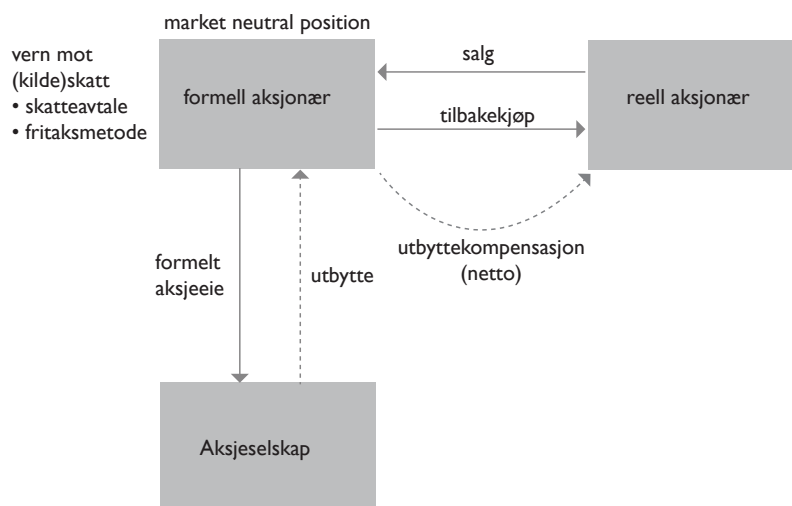 market neutral position
vern mot
(kilde)skatt
• skatteavtale
• fritaksmetode
formell aksjonær
salg
reell aksjonær
tilbakekjøp
utbyttekompensasjon
(netto)
formelt
aksjeeie
utbytte
Aksjeselskap